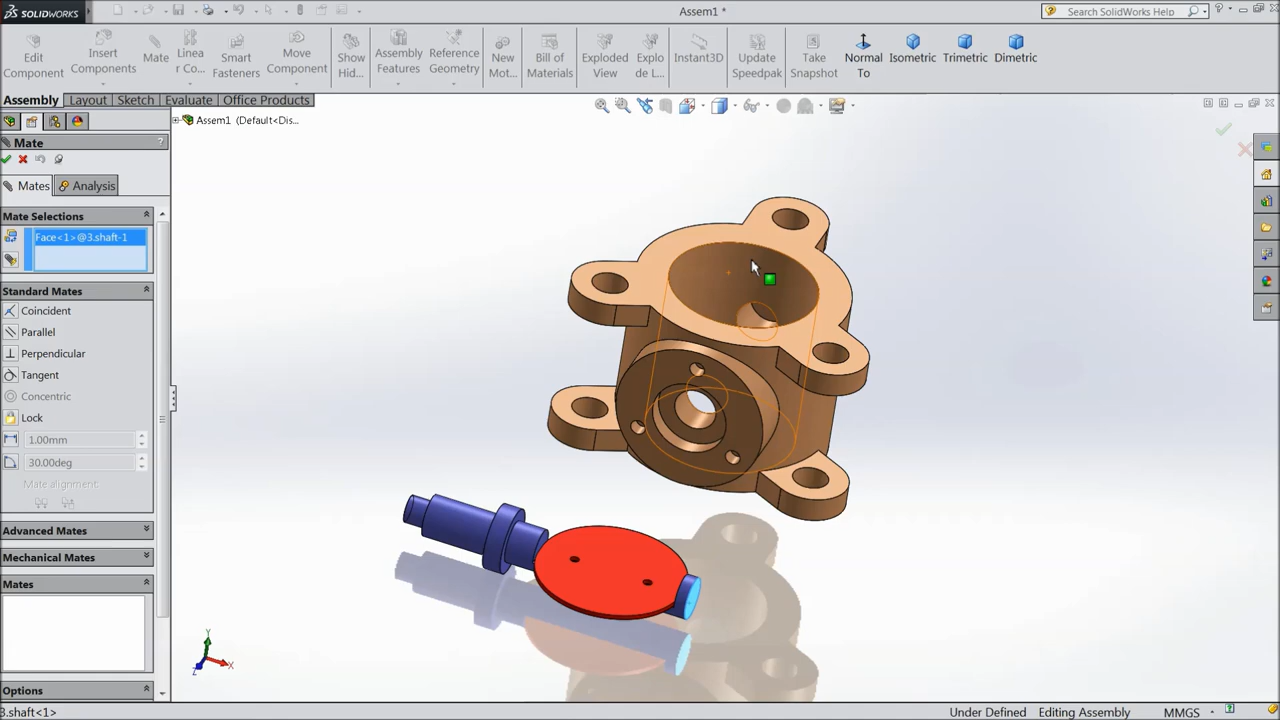 SOLIDWORKS
Assem1 *
Search SolidWorks Help
Edit Component
Insert Components
Mate
Linea r Co...
Smart Fasteners
Move Component
Show Hid...
Assembly Features
Reference Geometry
New Mot...
Bill of Materials
Exploded View
Explo de L...
Instant3D
Update Speedpak
Take Snapshot
Normal To
Isometric
Trimetric
Dimetric
Assembly
Layout
Sketch
Evaluate
Office Products
Assem1 (Default<Dis...
Mate
?
Mates
Analysis
Mate Selections
Face<1>@3.shaft-1
Standard Mates
Coincident
Parallel
Perpendicular
Tangent
Concentric
Lock
1.00mm
30.00deg
Mate alignment:
Advanced Mates
Mechanical Mates
Mates
Options
Y
X
Z
3.shaft<1>
Under Defined
Editing Assembly
MMGS